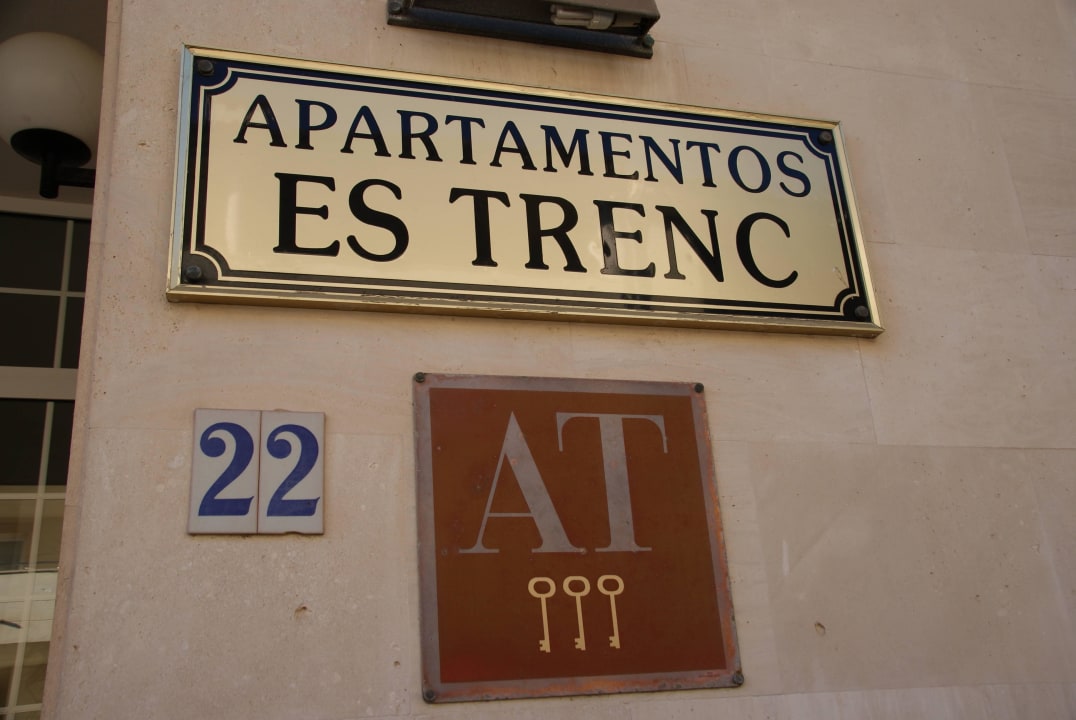 APARTAMENTOS
ES TRENC
22
AT